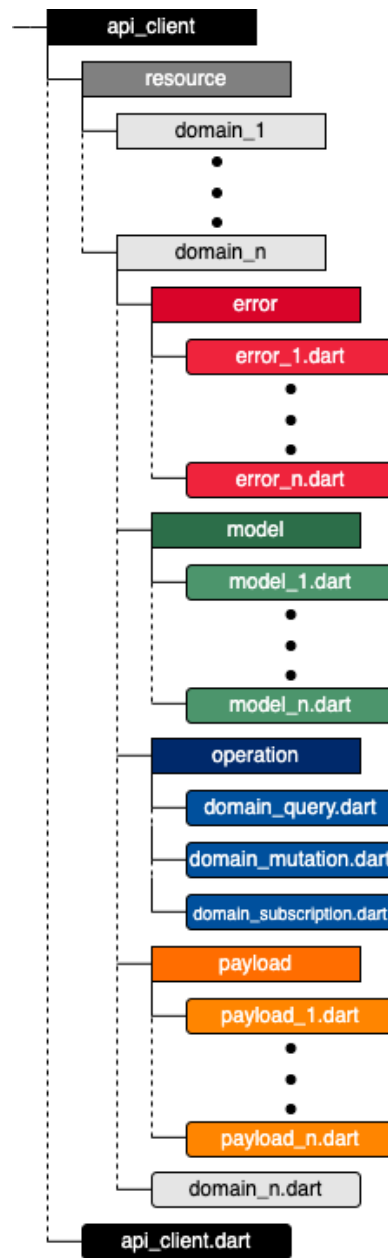 api_client
resource
domain_1
domain_n
error
error_1.dart
error_n.dart
model
model_1.dart
model_n.dart
operation
domain_query.dart
domain_mutation.dart
domain_subscription.dart
payload
payload_1.dart
payload_n.dart
domain_n.dart
api_client.dart